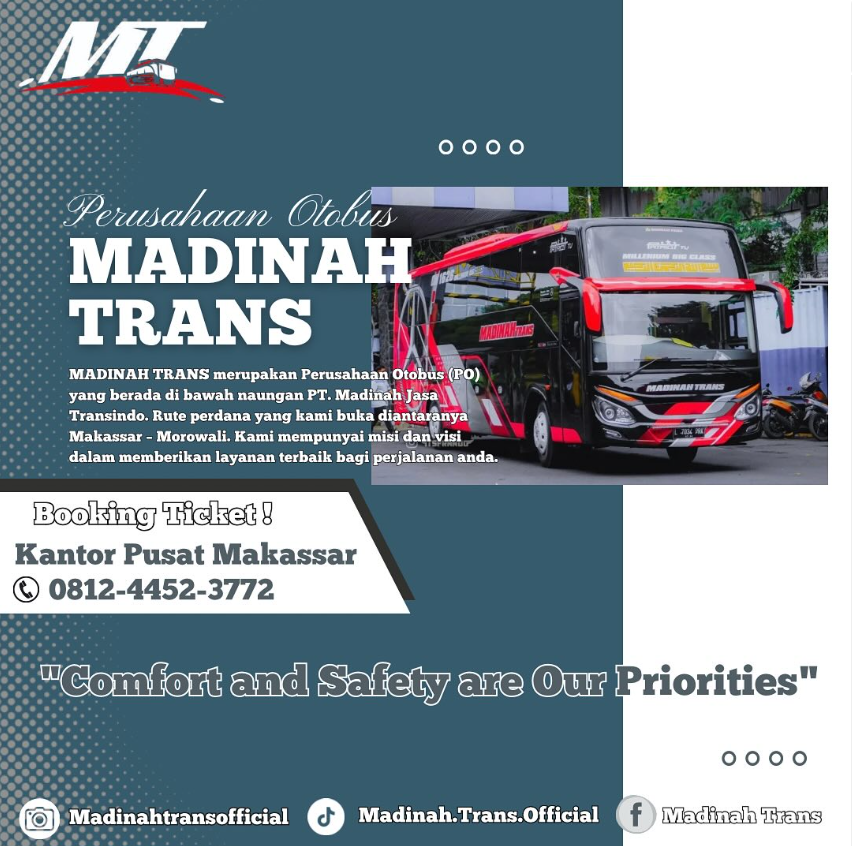 MT
Perusahaan Otobus
MADINAH
TRANS
MADINAH TRANS merupakan Perusahaan Otobus (PO)
yang berada di bawah naungan PT. Madinah Jasa
Transindo. Rute perdana yang kami buka diantaranya
Makassar - Morowali. Kami mempunyai misi dan visi
dalam memberikan layanan terbaik bagi perjalanan anda.
MILLENIUM BIG CLASS
MADINAH TRANS
MADINAH TRANS
Booking Ticket !
Kantor Pusat Makassar
0812-4452-3772
"Comfort and Safety are Our Priorities"
Madinahtransofficial
Madinah.Trans.Official
Madinah Trans